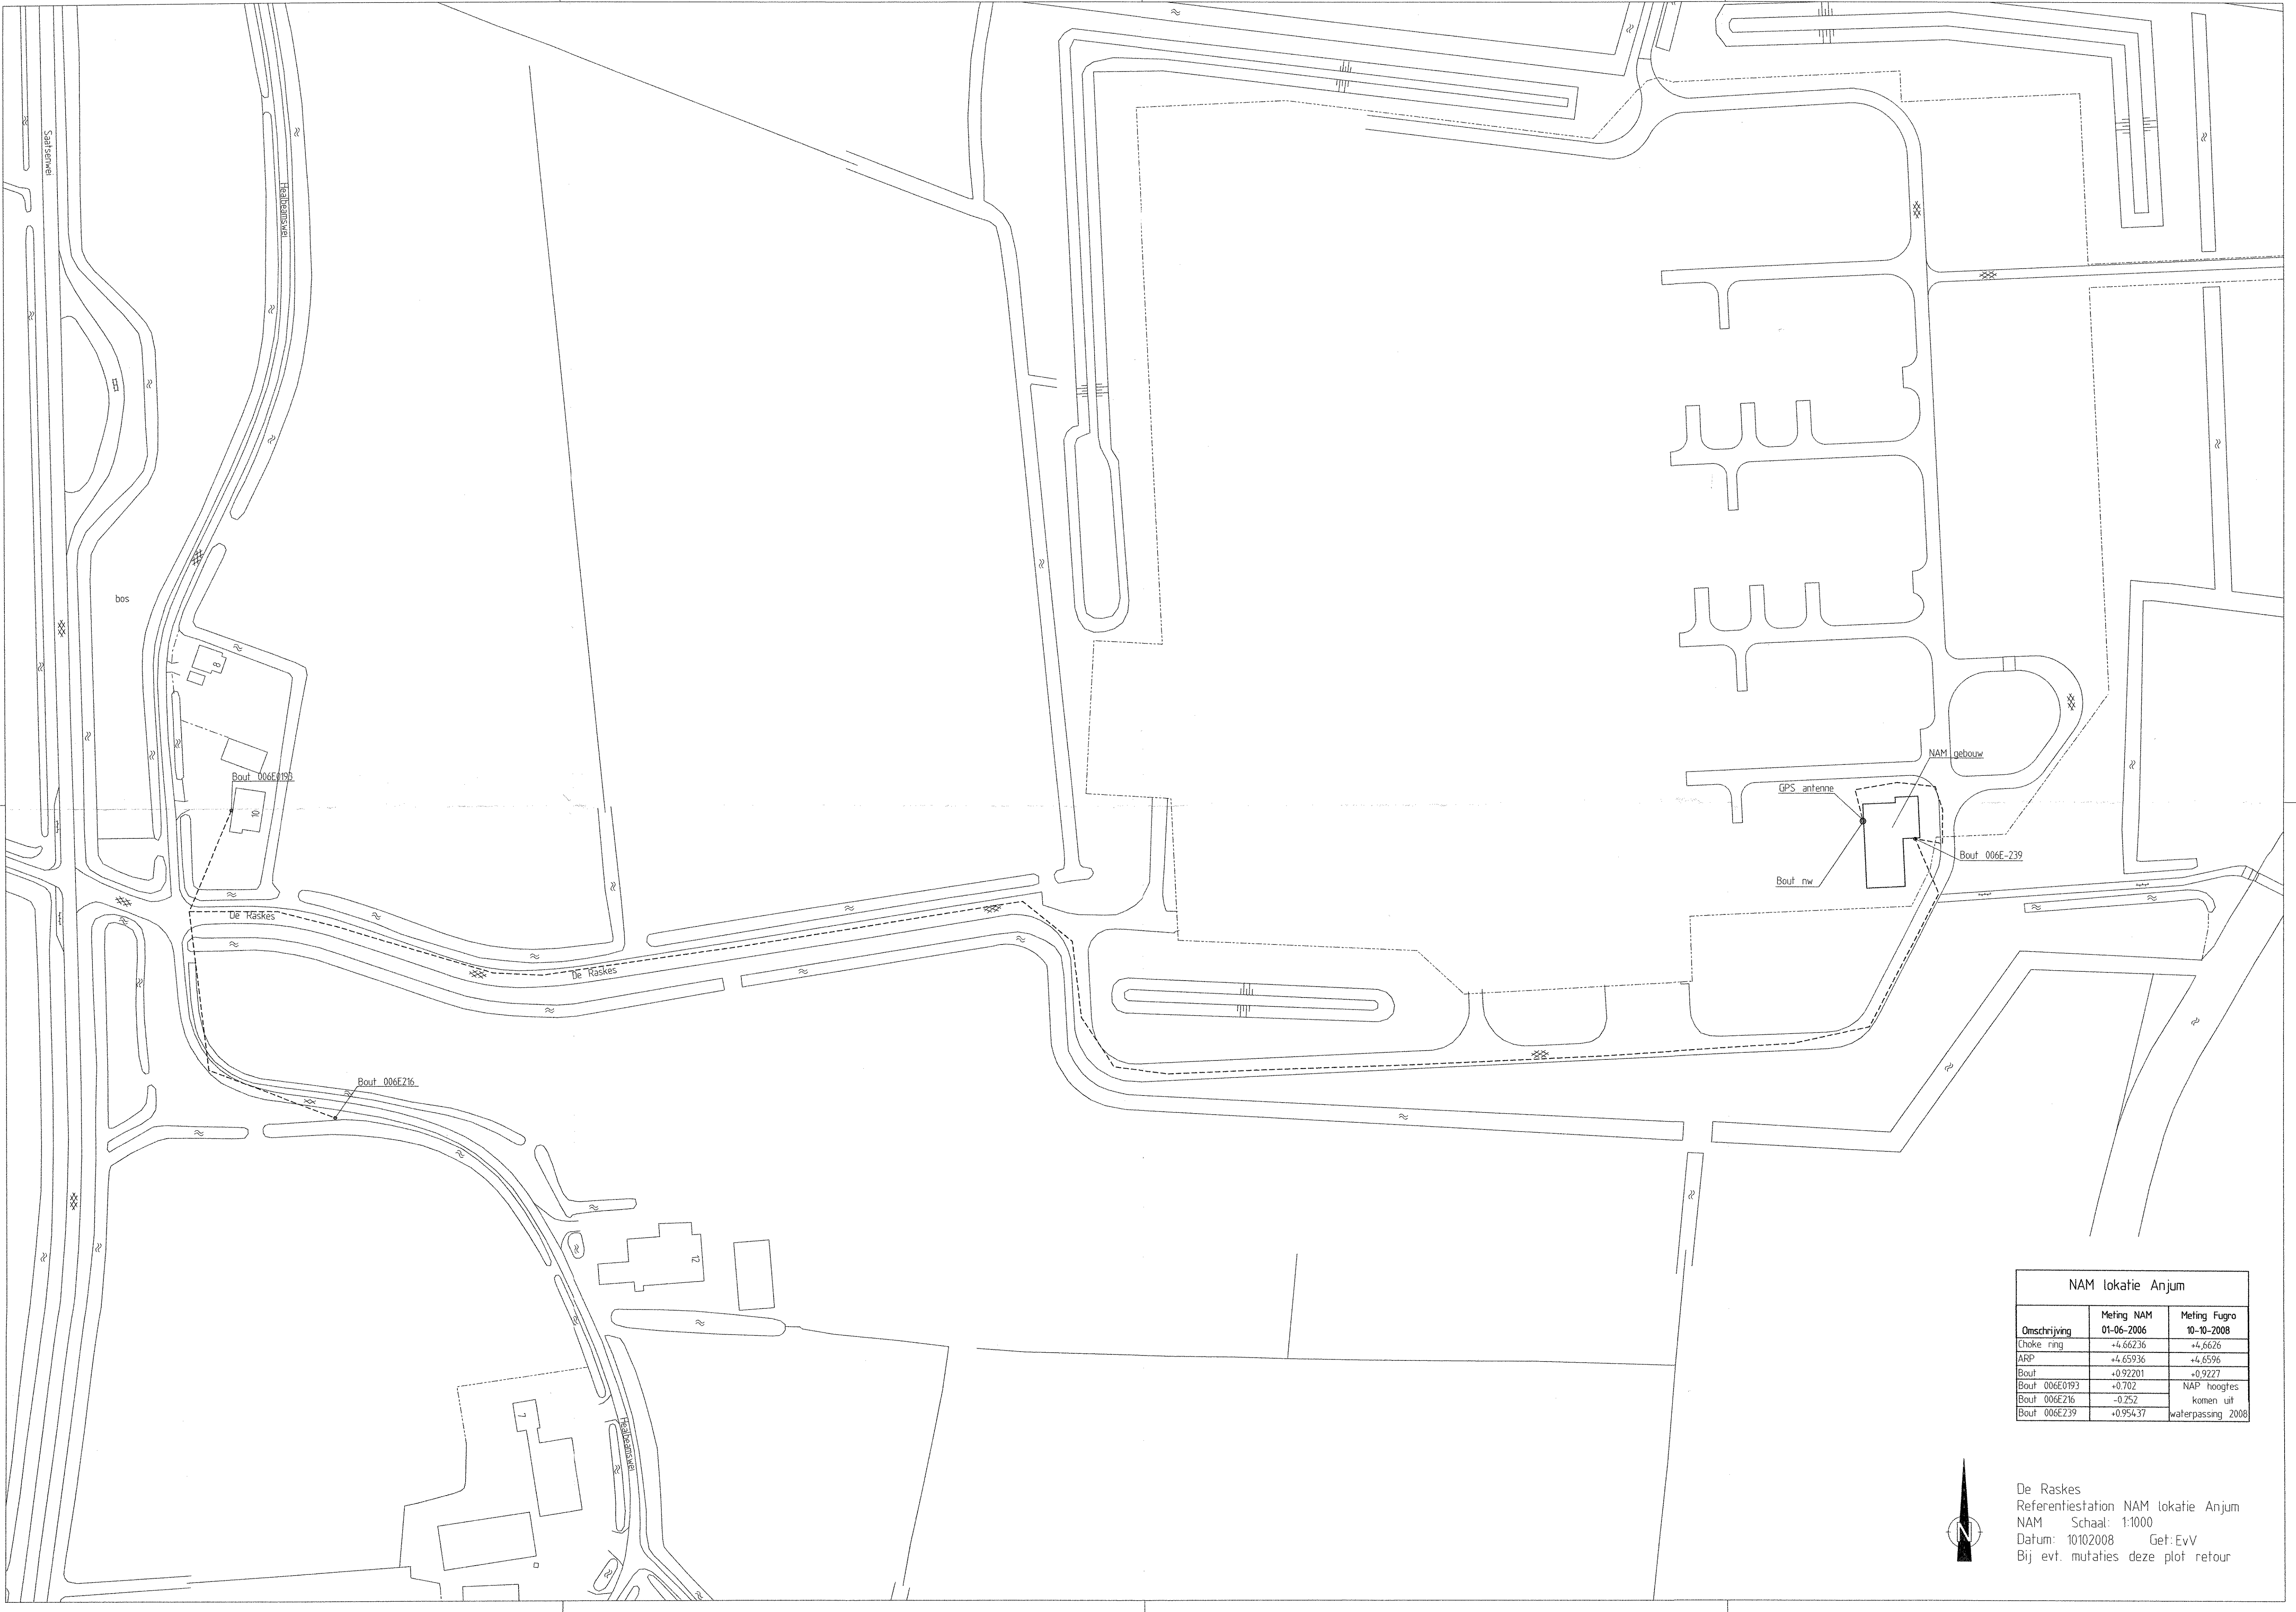 Saatsenwei
Healbeamswei
bos
8
Bout 006E0193
10
NAM gebouw
GPS antenne
Bout 006E-239
Bout nw
De Raskes
De Raskes
Bout 006E216
12
7
Healbeamswei
NAM lokatie Anjum
Omschrijving Meting NAM 01-06-2006 Meting Fugro 10-10-2008
Choke ring +4.66236 +4,6626
ARP +4.65936 +4,6596
Bout +0.92201 +0,9227
Bout 006E0193 +0.702 NAP hoogtes
Bout 006E216 -0.252 komen uit
Bout 006E239 +0.95437 waterpassing 2008
N
De Raskes
Referentiestation NAM lokatie Anjum
NAM Schaal: 1:1000
Datum: 10102008 Get: EvV
Bij evt. mutaties deze plot retour